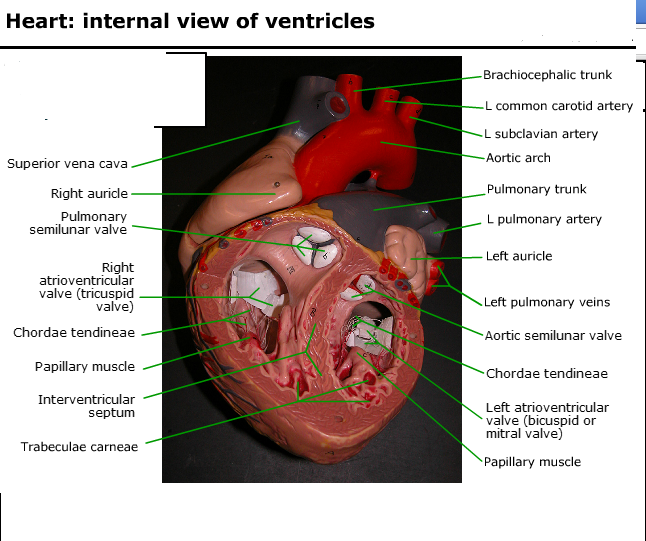 Heart: internal view of ventricles
Brachiocephalic trunk
L common carotid artery
L subclavian artery
Aortic arch
Superior vena cava
Right auricle
Pulmonary trunk
Pulmonary
semilunar valve
L pulmonary artery
Left auricle
Right
atrioventricular
valve (tricuspid
valve)
Left pulmonary veins
Chordae tendineae
Aortic semilunar valve
Papillary muscle
Chordae tendineae
Interventricular
septum
Left atrioventricular
valve (bicuspid or
mitral valve)
Trabeculae carneae
Papillary muscle